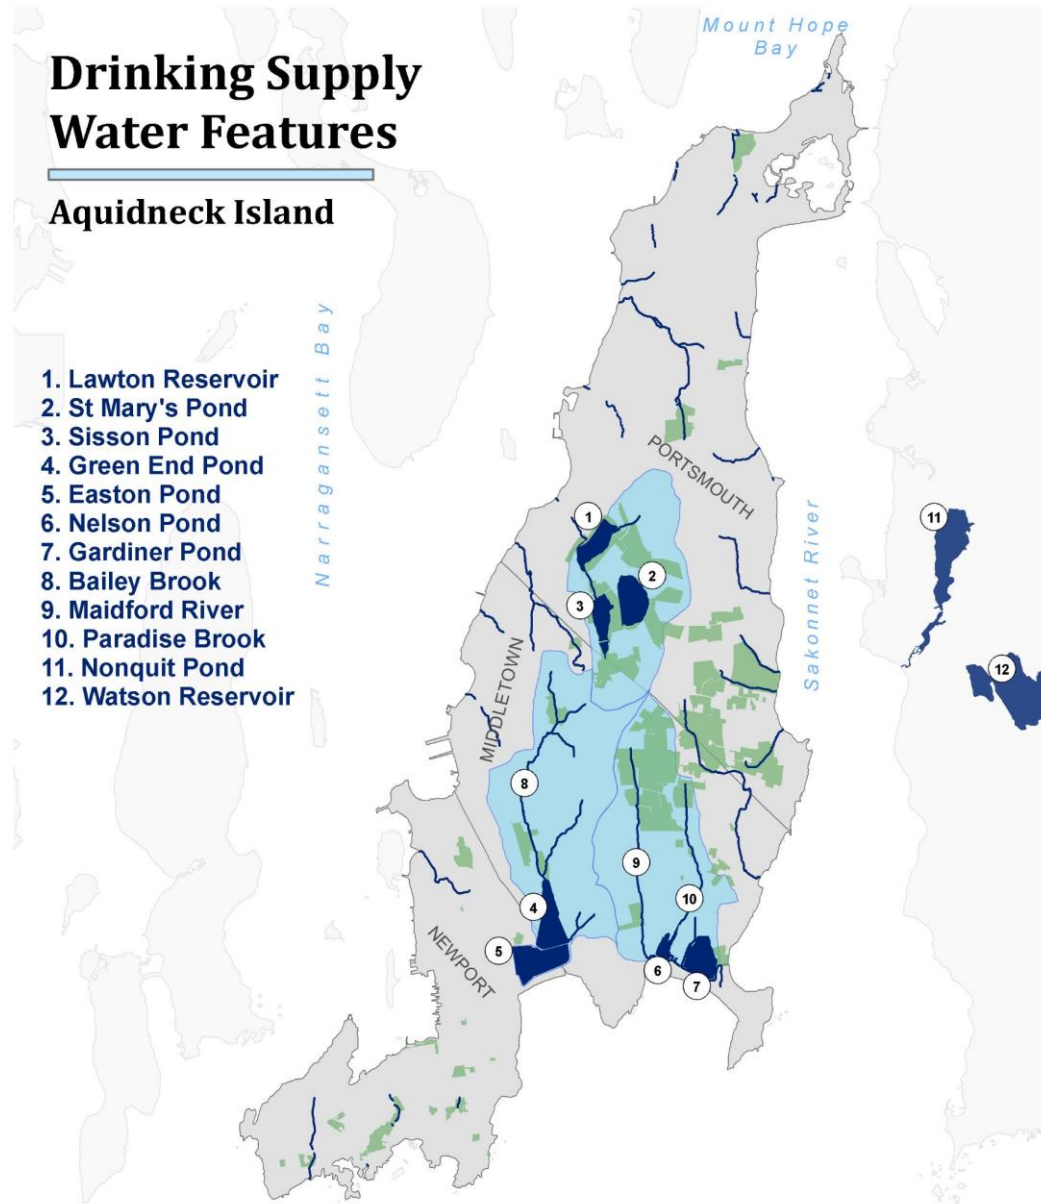 Mount Hope
Bay
Drinking Supply
Water Features
Aquidneck Island
Narragansett Bay
1. Lawton Reservoir
2. St Mary's Pond
3. Sisson Pond
4. Green End Pond
5. Easton Pond
6. Nelson Pond
7. Gardiner Pond
8. Bailey Brook
9. Maidford River
10. Paradise Brook
11. Nonquit Pond
12. Watson Reservoir
PORTSMOUTH
Sakonnet River
MIDDLETOWN
NEWPORT
1
2
3
11
12
8
9
10
4
5
6
7